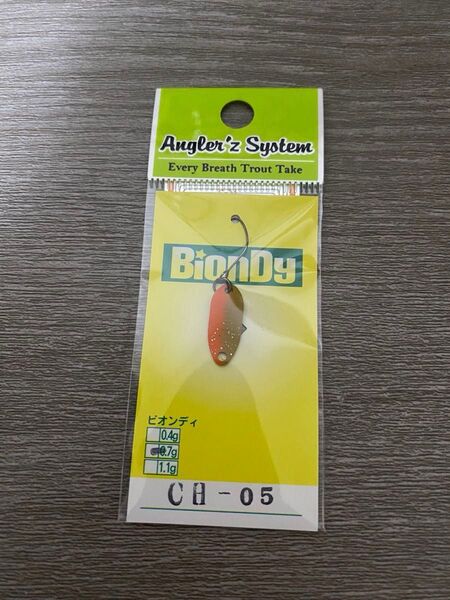 Angler'z System
Every Breath Trout Take
BionDy
ビオンディ
0.4g
0.7g
1.1g
CH-05